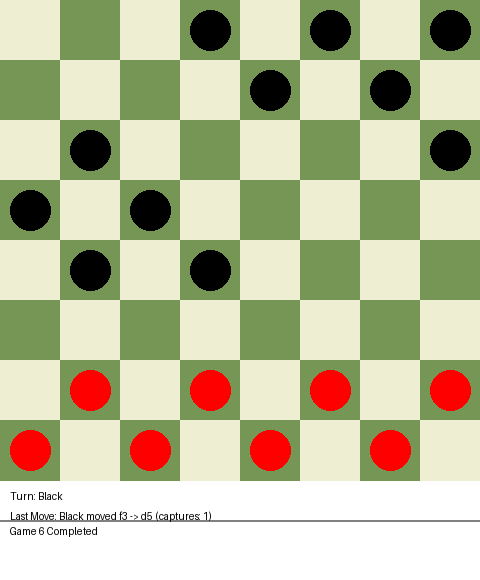 Turn: Black
Last Move: Black moved f3 -> d5 (captures: 1)
Game 6 Completed